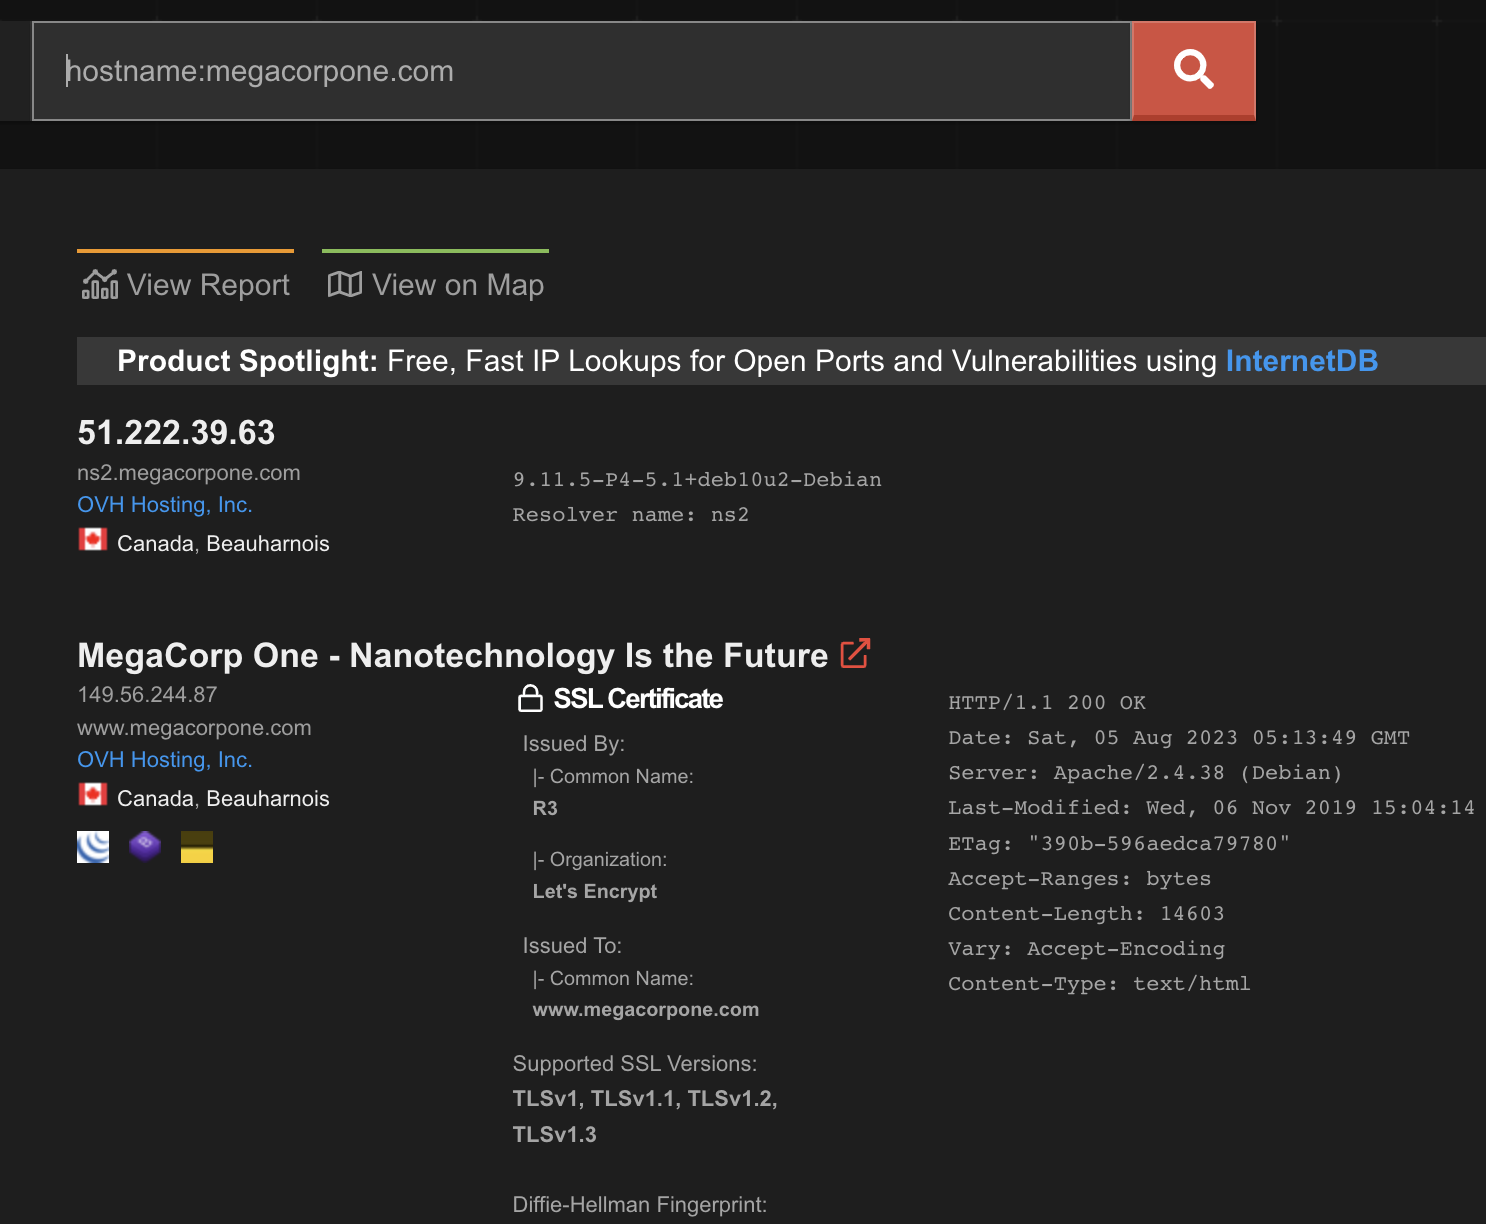 hostname:megacorpone.com
View Report
View on Map
Product Spotlight: Free, Fast IP Lookups for Open Ports and Vulnerabilities using InternetDB
51.222.39.63
ns2.megacorpone.com
OVH Hosting, Inc.
Canada, Beauharnois
9.11.5-P4-5.1+deb10u2-Debian
Resolver name: ns2
MegaCorp One - Nanotechnology Is the Future
149.56.244.87
www.megacorpone.com
OVH Hosting, Inc.
Canada, Beauharnois
SSL Certificate
Issued By:
|- Common Name:
R3
|- Organization:
Let's Encrypt
Issued To:
|- Common Name:
www.megacorpone.com
Supported SSL Versions:
TLSv1, TLSv1.1, TLSv1.2,
TLSv1.3
Diffie-Hellman Fingerprint:
HTTP/1.1 200 OK
Date: Sat, 05 Aug 2023 05:13:49 GMT
Server: Apache/2.4.38 (Debian)
Last-Modified: Wed, 06 Nov 2019 15:04:14
ETag: "390b-596aedca79780"
Accept-Ranges: bytes
Content-Length: 14603
Vary: Accept-Encoding
Content-Type: text/html